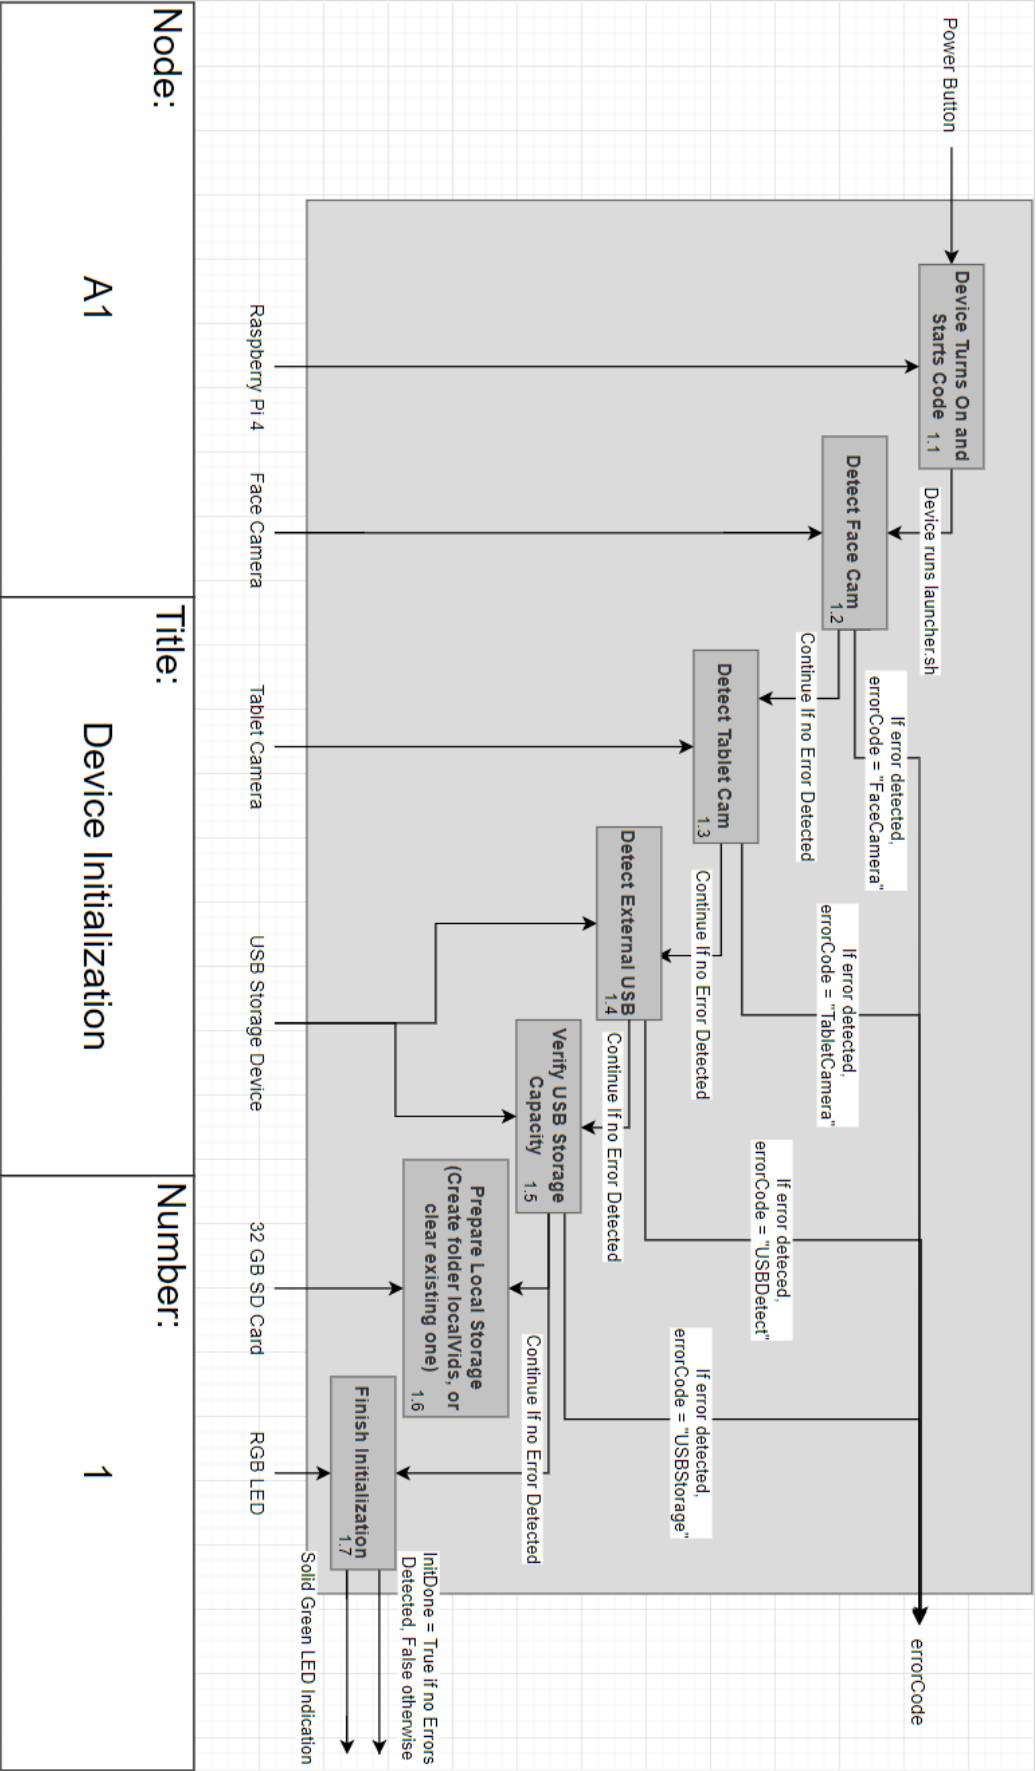 Power Button
Device Turns On and
Starts Code
1.1
Device runs launcher.sh
Detect Face Cam
1.2
If error detected,
errorCode = "FaceCamera"
Continue If no Error Detected
Detect Tablet Cam
1.3
If error detected,
errorCode = "TabletCamera"
Continue If no Error Detected
Detect External USB
1.4
If error deteced,
errorCode = "USBDetect"
Continue If no Error Detected
Verify USB Storage
Capacity
1.5
If error detected,
errorCode = "USBStorage"
Prepare Local Storage
(Create folder localVids, or
clear existing one)
1.6
Continue If no Error Detected
Finish Initialization
1.7
errorCode
InitDone = True if no Errors
Detected, False otherwise
Solid Green LED Indication
Raspberry Pi 4
Face Camera
Tablet Camera
USB Storage Device
32 GB SD Card
RGB LED
Node:
A1
Title:
Device Initialization
Number:
1